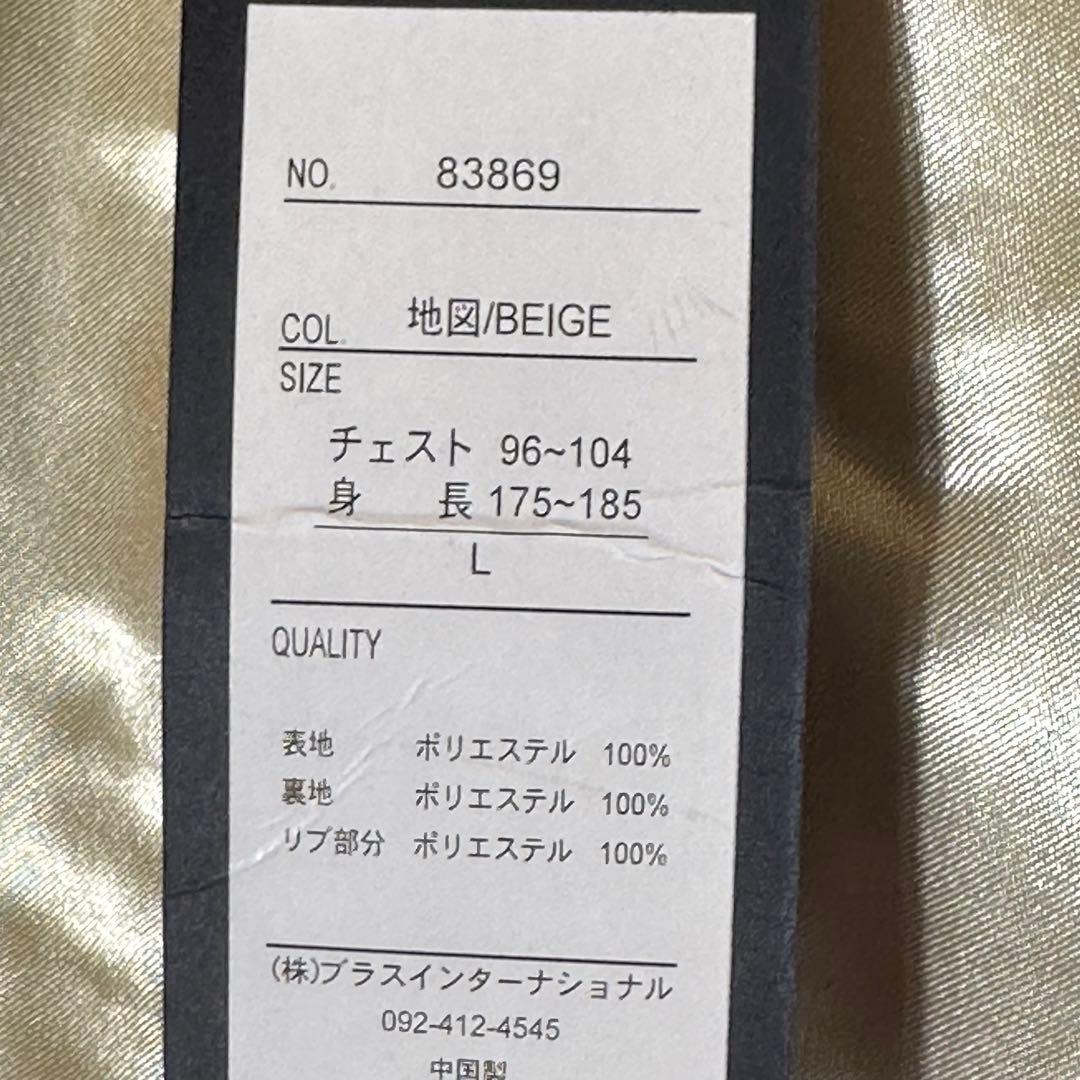 NO. 83869
COL. 地図/BEIGE
SIZE
チェスト 96~104
身 長 175~185
L
QUALITY
表地 ポリエステル 100%
裏地 ポリエステル 100%
リブ部分 ポリエステル 100%
(株)プラスインターナショナル
092-412-4545
中国製